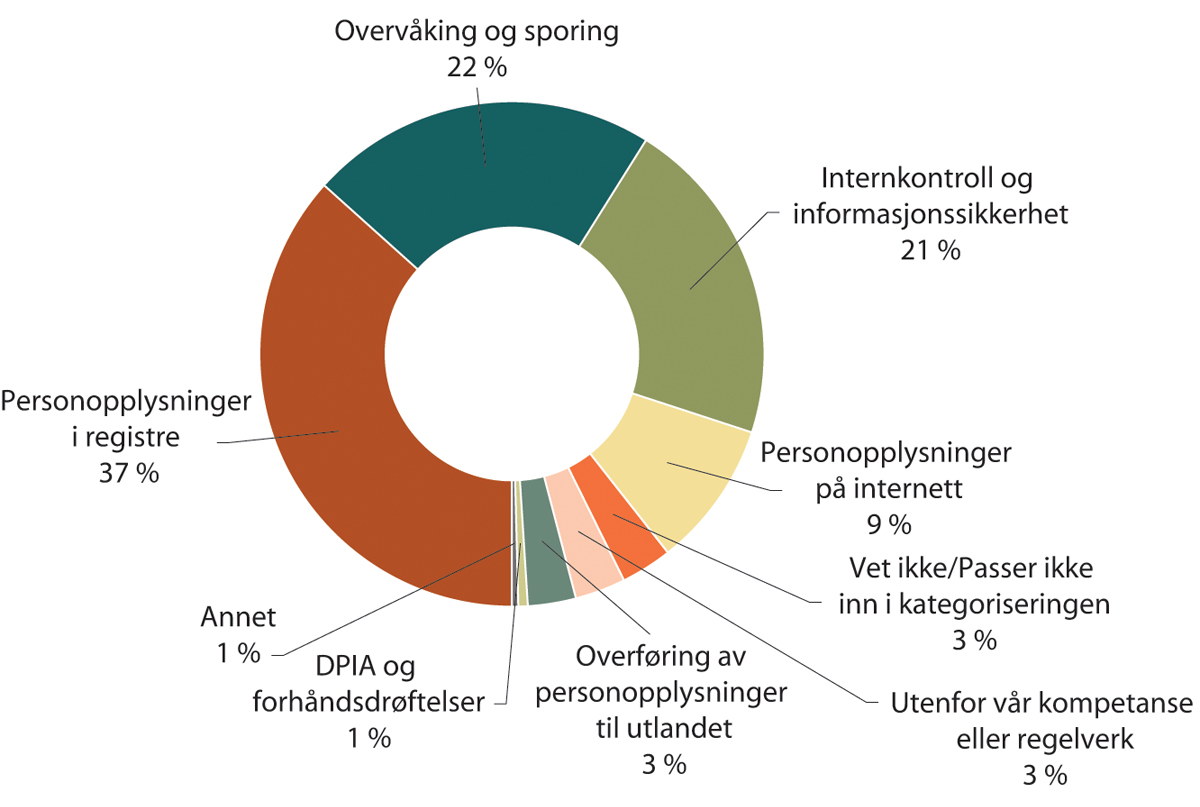 Overvåking og sporing
22 %
Internkontroll og
informasjonssikkerhet
21 %
Personopplysninger
på internett
9 %
Vet ikke/Passer ikke
inn i kategoriseringen
3 %
Utenfor vår kompetanse
eller regelverk
3 %
Overføring av
personopplysninger
til utlandet
3 %
DPIA og
forhåndsdrøftelser
1 %
Annet
1 %
Personopplysninger
i registre
37 %